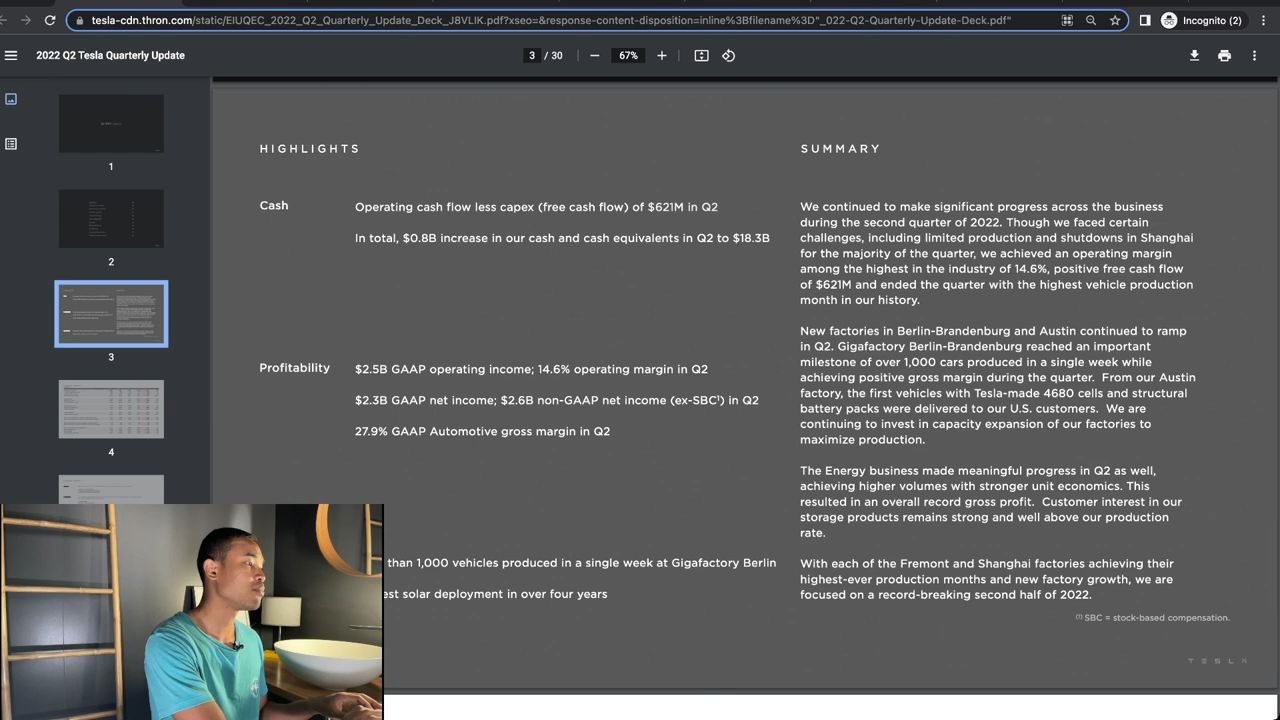 tesla-cdn.thron.com/static/EIUQEC_2022_Q2_Quarterly_Update_Deck_J8VLIK.pdf?xseo=&response-content-disposition=inline%3Bfilename%3D"_022-Q2-Quarterly-Update-Deck.pdf"
Incognito (2)
2022 Q2 Tesla Quarterly Update
3 / 30
67%
1
2
3
4
HIGHLIGHTS
Cash
Operating cash flow less capex (free cash flow) of $621M in Q2
In total, $0.8B increase in our cash and cash equivalents in Q2 to $18.3B
Profitability
$2.5B GAAP operating income; 14.6% operating margin in Q2
$2.3B GAAP net income; $2.6B non-GAAP net income (ex-SBC¹) in Q2
27.9% GAAP Automotive gross margin in Q2
than 1,000 vehicles produced in a single week at Gigafactory Berlin
est solar deployment in over four years
SUMMARY
We continued to make significant progress across the business
during the second quarter of 2022. Though we faced certain
challenges, including limited production and shutdowns in Shanghai
for the majority of the quarter, we achieved an operating margin
among the highest in the industry of 14.6%, positive free cash flow
of $621M and ended the quarter with the highest vehicle production
month in our history.
New factories in Berlin-Brandenburg and Austin continued to ramp
in Q2. Gigafactory Berlin-Brandenburg reached an important
milestone of over 1,000 cars produced in a single week while
achieving positive gross margin during the quarter. From our Austin
factory, the first vehicles with Tesla-made 4680 cells and structural
battery packs were delivered to our U.S. customers. We are
continuing to invest in capacity expansion of our factories to
maximize production.
The Energy business made meaningful progress in Q2 as well,
achieving higher volumes with stronger unit economics. This
resulted in an overall record gross profit. Customer interest in our
storage products remains strong and well above our production
rate.
With each of the Fremont and Shanghai factories achieving their
highest-ever production months and new factory growth, we are
focused on a record-breaking second half of 2022.
(1) SBC = stock-based compensation.
TESLA